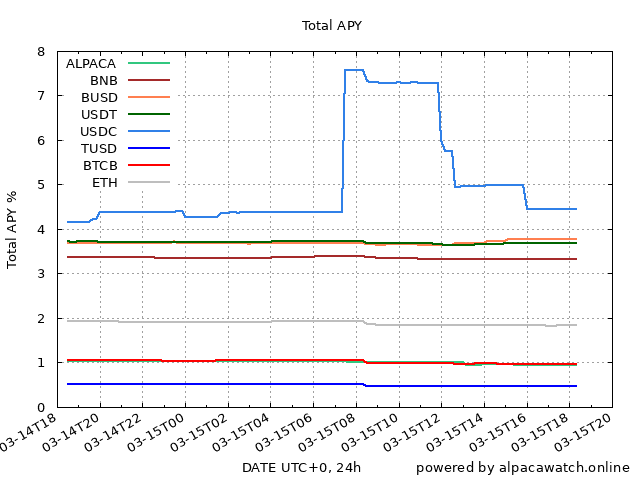 Total APY
Total APY %
8
7
6
5
4
3
2
1
0
ALPACA
BNB
BUSD
USDT
USDC
TUSD
BTCB
ETH
03-14T18
03-14T20
03-14T22
03-15T00
03-15T02
03-15T04
03-15T06
03-15T08
03-15T10
03-15T12
03-15T14
03-15T16
03-15T18
03-15T20
DATE UTC+0, 24h
powered by alpacawatch.online